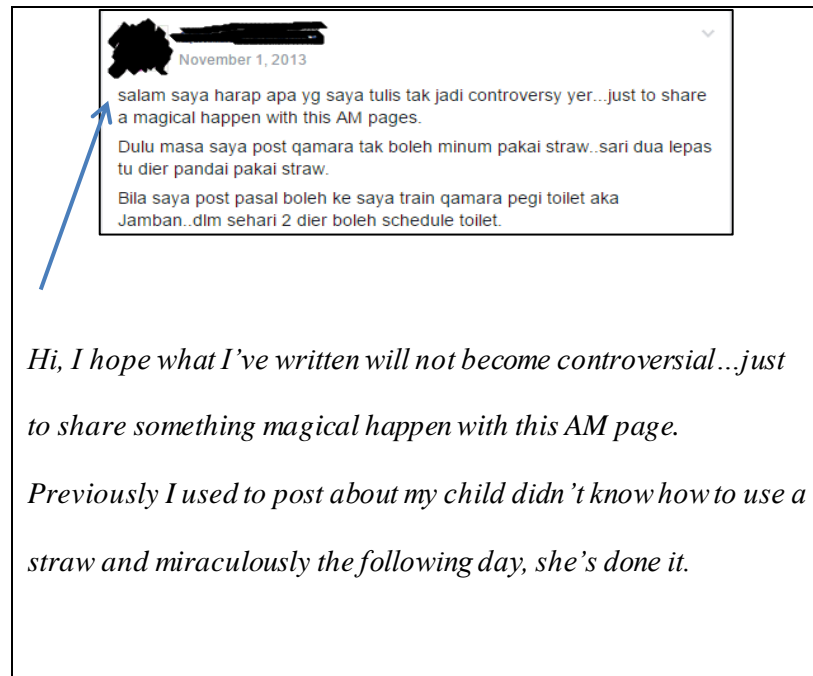 November 1, 2013
salam saya harap apa yg saya tulis tak jadi controversy yer...just to share
a magical happen with this AM pages.
Dulu masa saya post qamara tak boleh minum pakai straw..sari dua lepas
tu dier pandai pakai straw.
Bila saya post pasal boleh ke saya train qamara pegi toilet aka
Jamban..dlm sehari 2 dier boleh schedule toilet.
Hi, I hope what I’ve written will not become controversial…just
to share something magical happen with this AM page.
Previously I used to post about my child didn’t know how to use a
straw and miraculously the following day, she’s done it.